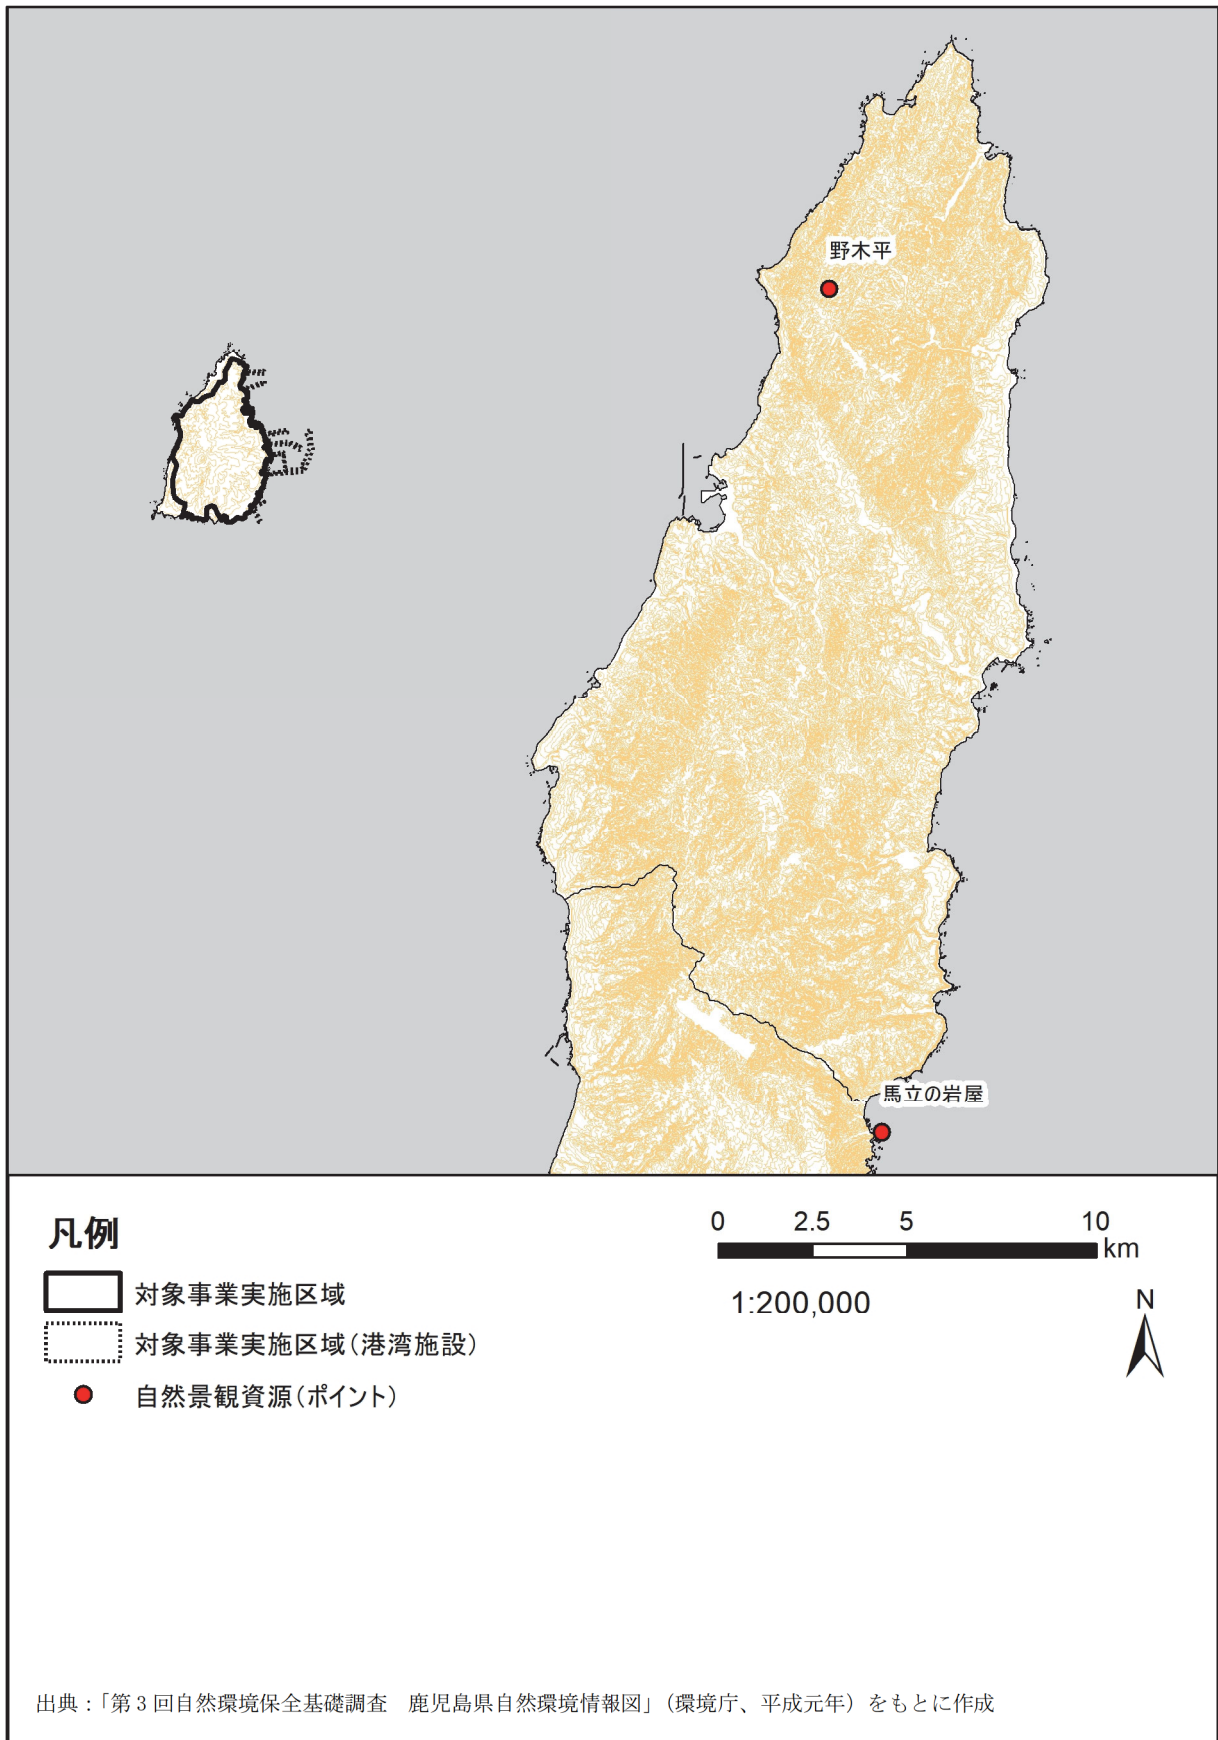 野木平
馬立の岩屋
凡例
対象事業実施区域
対象事業実施区域(港湾施設)
自然景観資源(ポイント)
0 2.5 5 10
km
1:200,000
N
出典:「第3回自然環境保全基礎調査　鹿児島県自然環境情報図」(環境庁、平成元年)をもとに作成